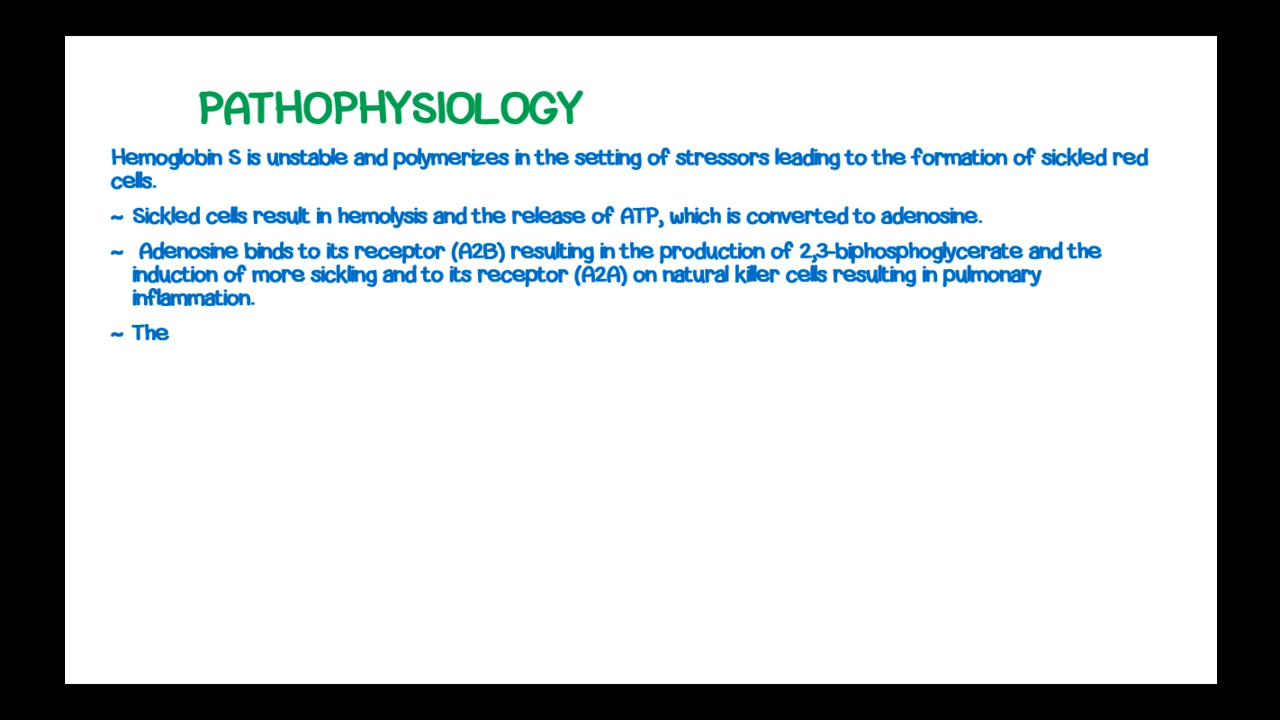 PATHOPHYSIOLOGY
Hemoglobin S is unstable and polymerizes in the setting of stressors leading to the formation of sickled red
cells.
~ Sickled cells result in hemolysis and the release of ATP, which is converted to adenosine.
~ Adenosine binds to its receptor (A2B) resulting in the production of 2,3-biphosphoglycerate and the
induction of more sickling and to its receptor (A2A) on natural killer cells resulting in pulmonary
inflammation.
~ The